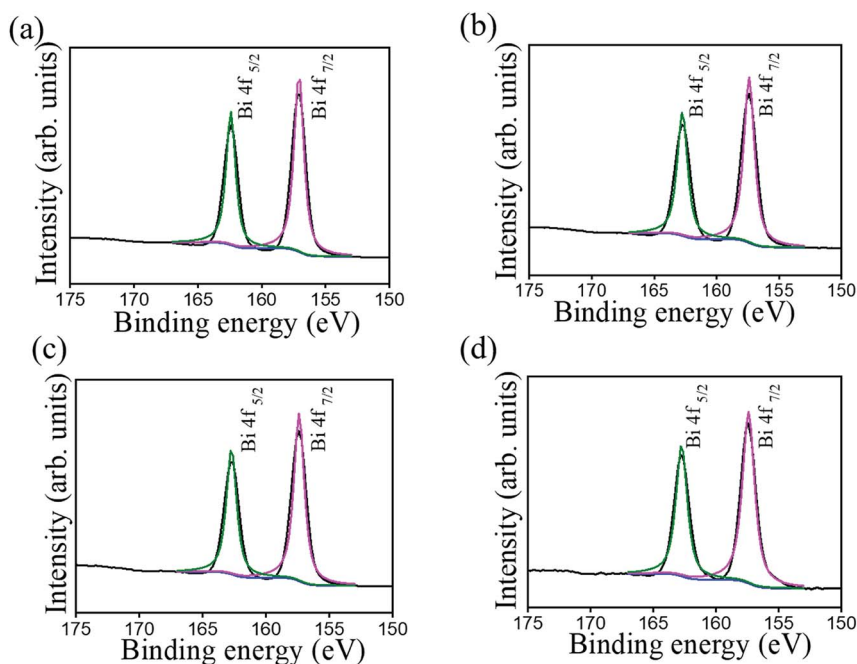 (a)
Intensity (arb. units)
Bi 4f 5/2
Bi 4f 7/2
175 170 165 160 155 150
Binding energy (eV)
(b)
Intensity (arb. units)
Bi 4f 5/2
Bi 4f 7/2
175 170 165 160 155 150
Binding energy (eV)
(c)
Intensity (arb. units)
Bi 4f 5/2
Bi 4f 7/2
175 170 165 160 155 150
Binding energy (eV)
(d)
Intensity (arb. units)
Bi 4f 5/2
Bi 4f 7/2
175 170 165 160 155 150
Binding energy (eV)